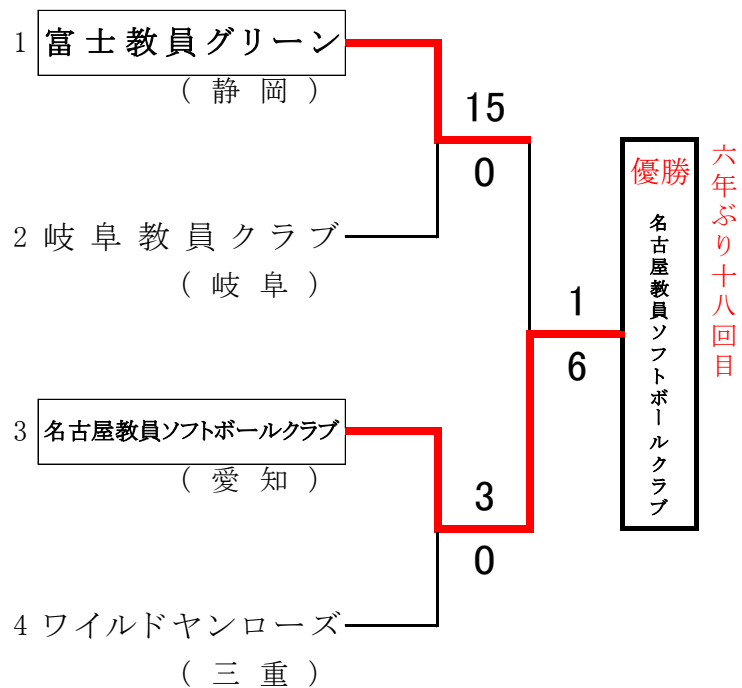 1 富士教員グリーン
(静岡)
15
0
2 岐阜教員クラブ
(岐阜)
1
6
3 名古屋教員ソフトボールクラブ
(愛知)
3
0
4 ワイルドヤンローズ
(三重)
優勝
名古屋教員ソフトボールクラブ
六年ぶり十八回目